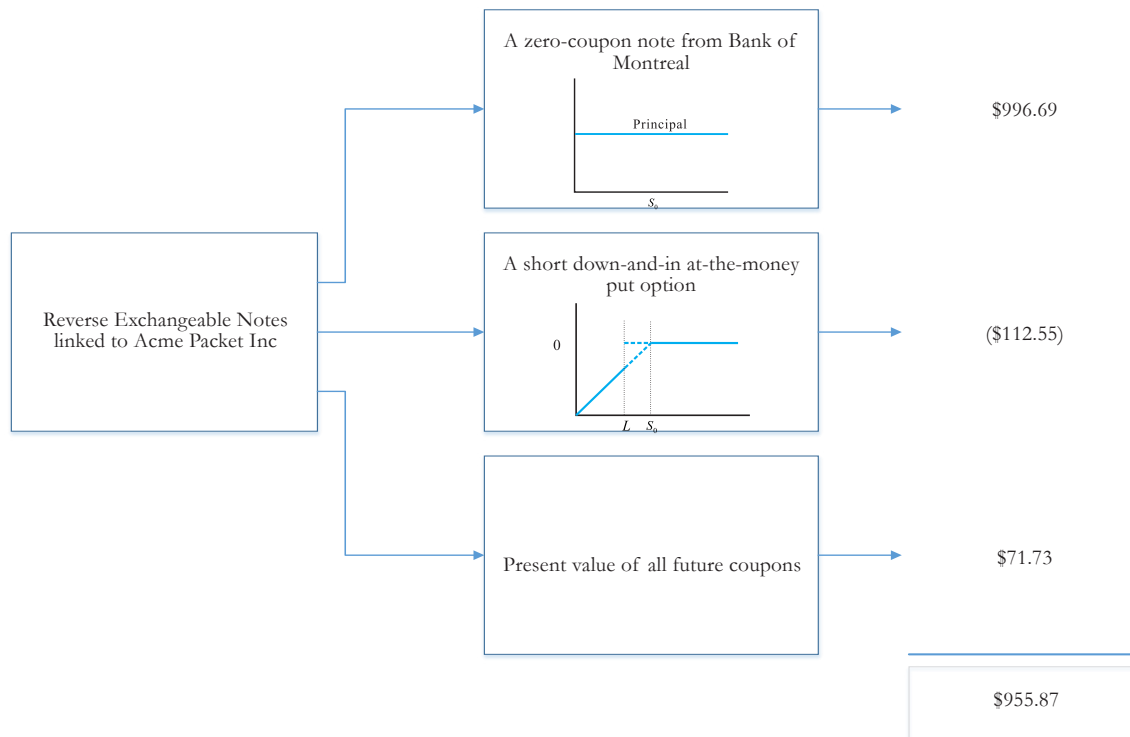 A zero-coupon note from Bank of
Montreal
Principal
S₀
$996.69
Reverse Exchangeable Notes
linked to Acme Packet Inc
A short down-and-in at-the-money
put option
0
L S₀
($112.55)
Present value of all future coupons
$71.73
$955.87